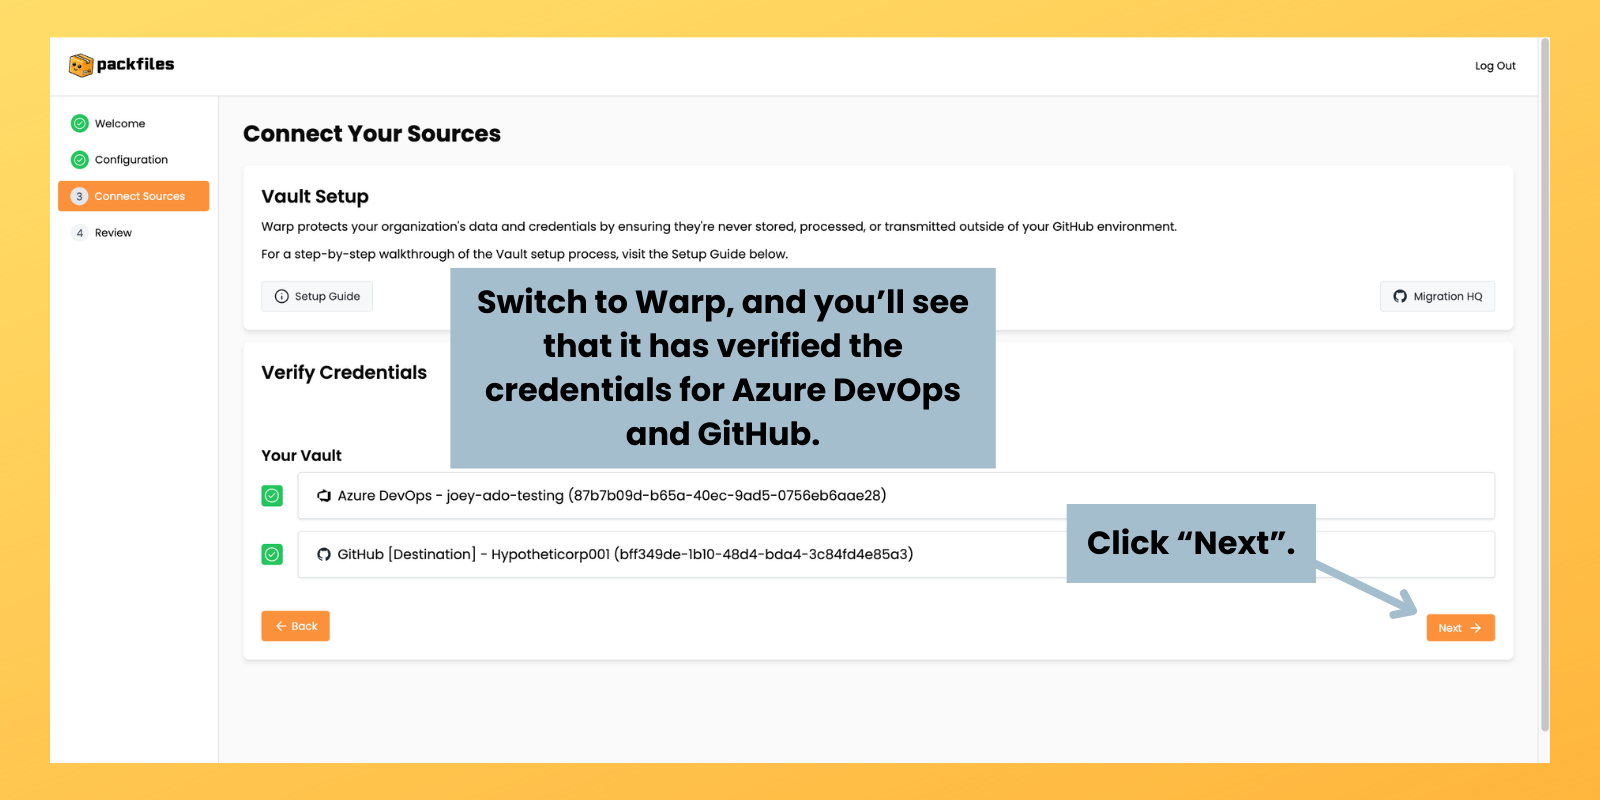 packfiles
Log Out
Welcome
Configuration
3 Connect Sources
4 Review
Connect Your Sources
Vault Setup
Warp protects your organization's data and credentials by ensuring they're never stored, processed, or transmitted outside of your GitHub environment.
For a step-by-step walkthrough of the Vault setup process, visit the Setup Guide below.
Setup Guide
Migration HQ
Switch to Warp, and you’ll see
that it has verified the
credentials for Azure DevOps
and GitHub.
Verify Credentials
Your Vault
Azure DevOps - joey-ado-testing (87b7b09d-b65a-40ec-9ad5-0756eb6aae28)
GitHub [Destination] - Hypotheticorp001 (bff349de-1b10-48d4-bda4-3c84fd4e85a3)
Click “Next”.
Back
Next